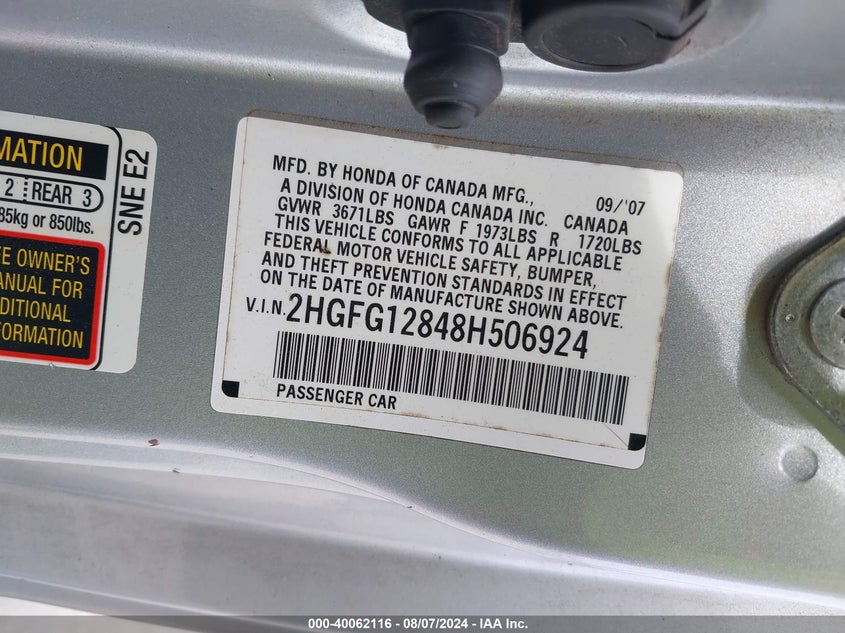 MATION
2 REAR 3
85kg or 850lbs.
E OWNER'S
ANUAL FOR
DDITIONAL
FORMATION
SNE E2
MFD. BY HONDA OF CANADA MFG., 09/'07
A DIVISION OF HONDA CANADA INC. CANADA
GVWR 3671LBS GAWR F 1973LBS R 1720LBS
THIS VEHICLE CONFORMS TO ALL APPLICABLE
FEDERAL MOTOR VEHICLE SAFETY, BUMPER,
AND THEFT PREVENTION STANDARDS IN EFFECT
ON THE DATE OF MANUFACTURE SHOWN ABOVE.
V.I.N. 2HGFG12848H506924
PASSENGER CAR
000-40062116 - 08/07/2024 - IAA Inc.